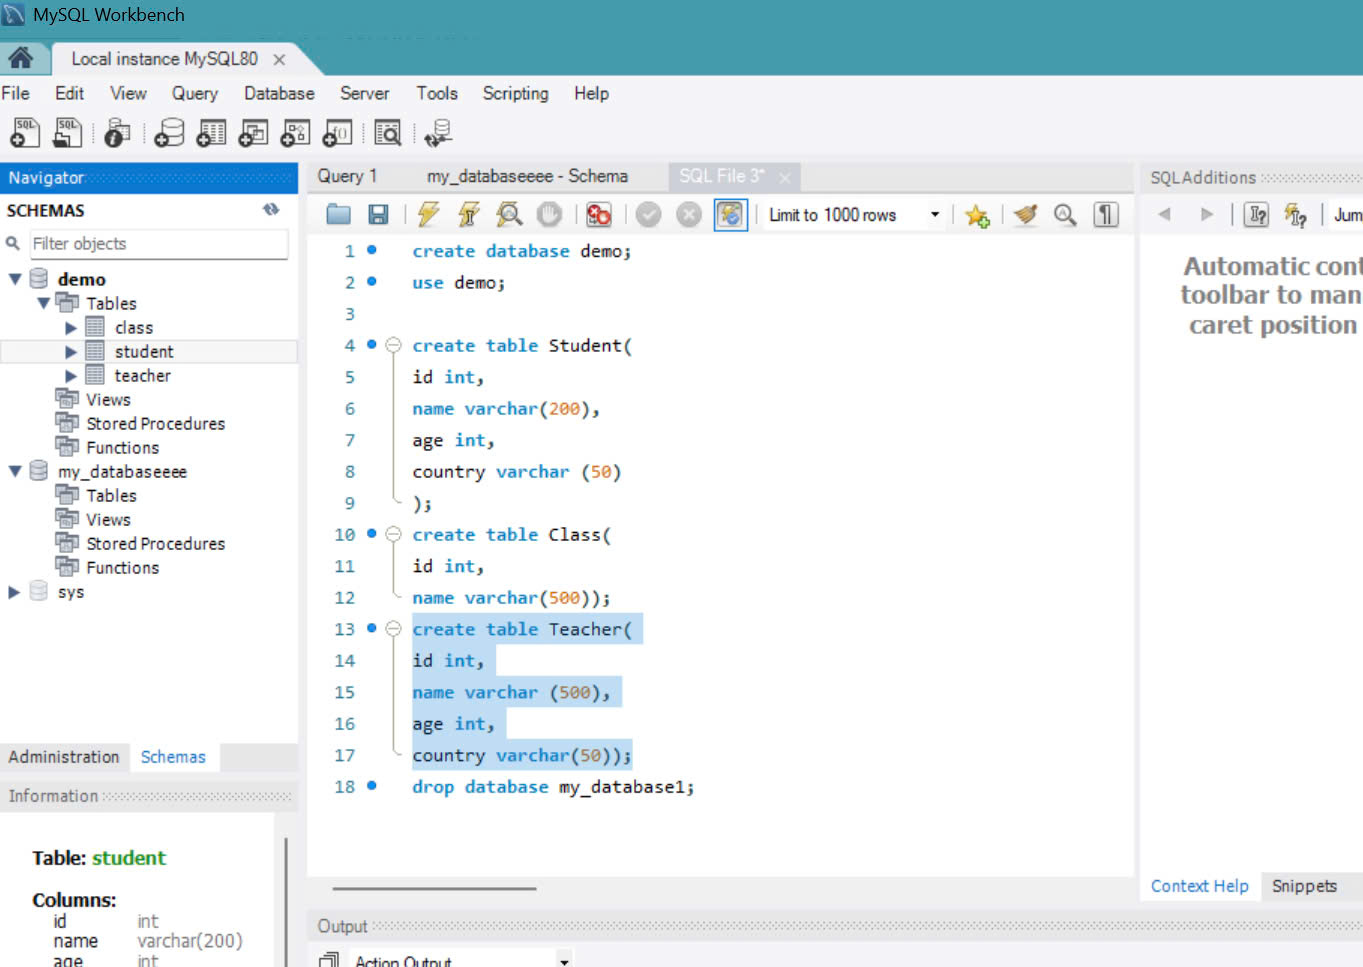 MySQL Workbench
Local instance MySQL80
File Edit View Query Database Server Tools Scripting Help
Navigator
SCHEMAS
Filter objects
demo
Tables
class
student
teacher
Views
Stored Procedures
Functions
my_databaseeee
Tables
Views
Stored Procedures
Functions
sys
Administration Schemas
Information
Table: student
Columns:
id int
name varchar(200)
age int
Query 1 my_databaseeee - Schema SQL File 3*
Limit to 1000 rows
1 create database demo;
2 use demo;
3
4 create table Student(
5 id int,
6 name varchar(200),
7 age int,
8 country varchar (50)
9 );
10 create table Class(
11 id int,
12 name varchar(500));
13 create table Teacher(
14 id int,
15 name varchar (500),
16 age int,
17 country varchar(50));
18 drop database my_database1;
Output
Action Output
SQLAdditions
Jum
Automatic cont
toolbar to man
caret position
Context Help Snippets